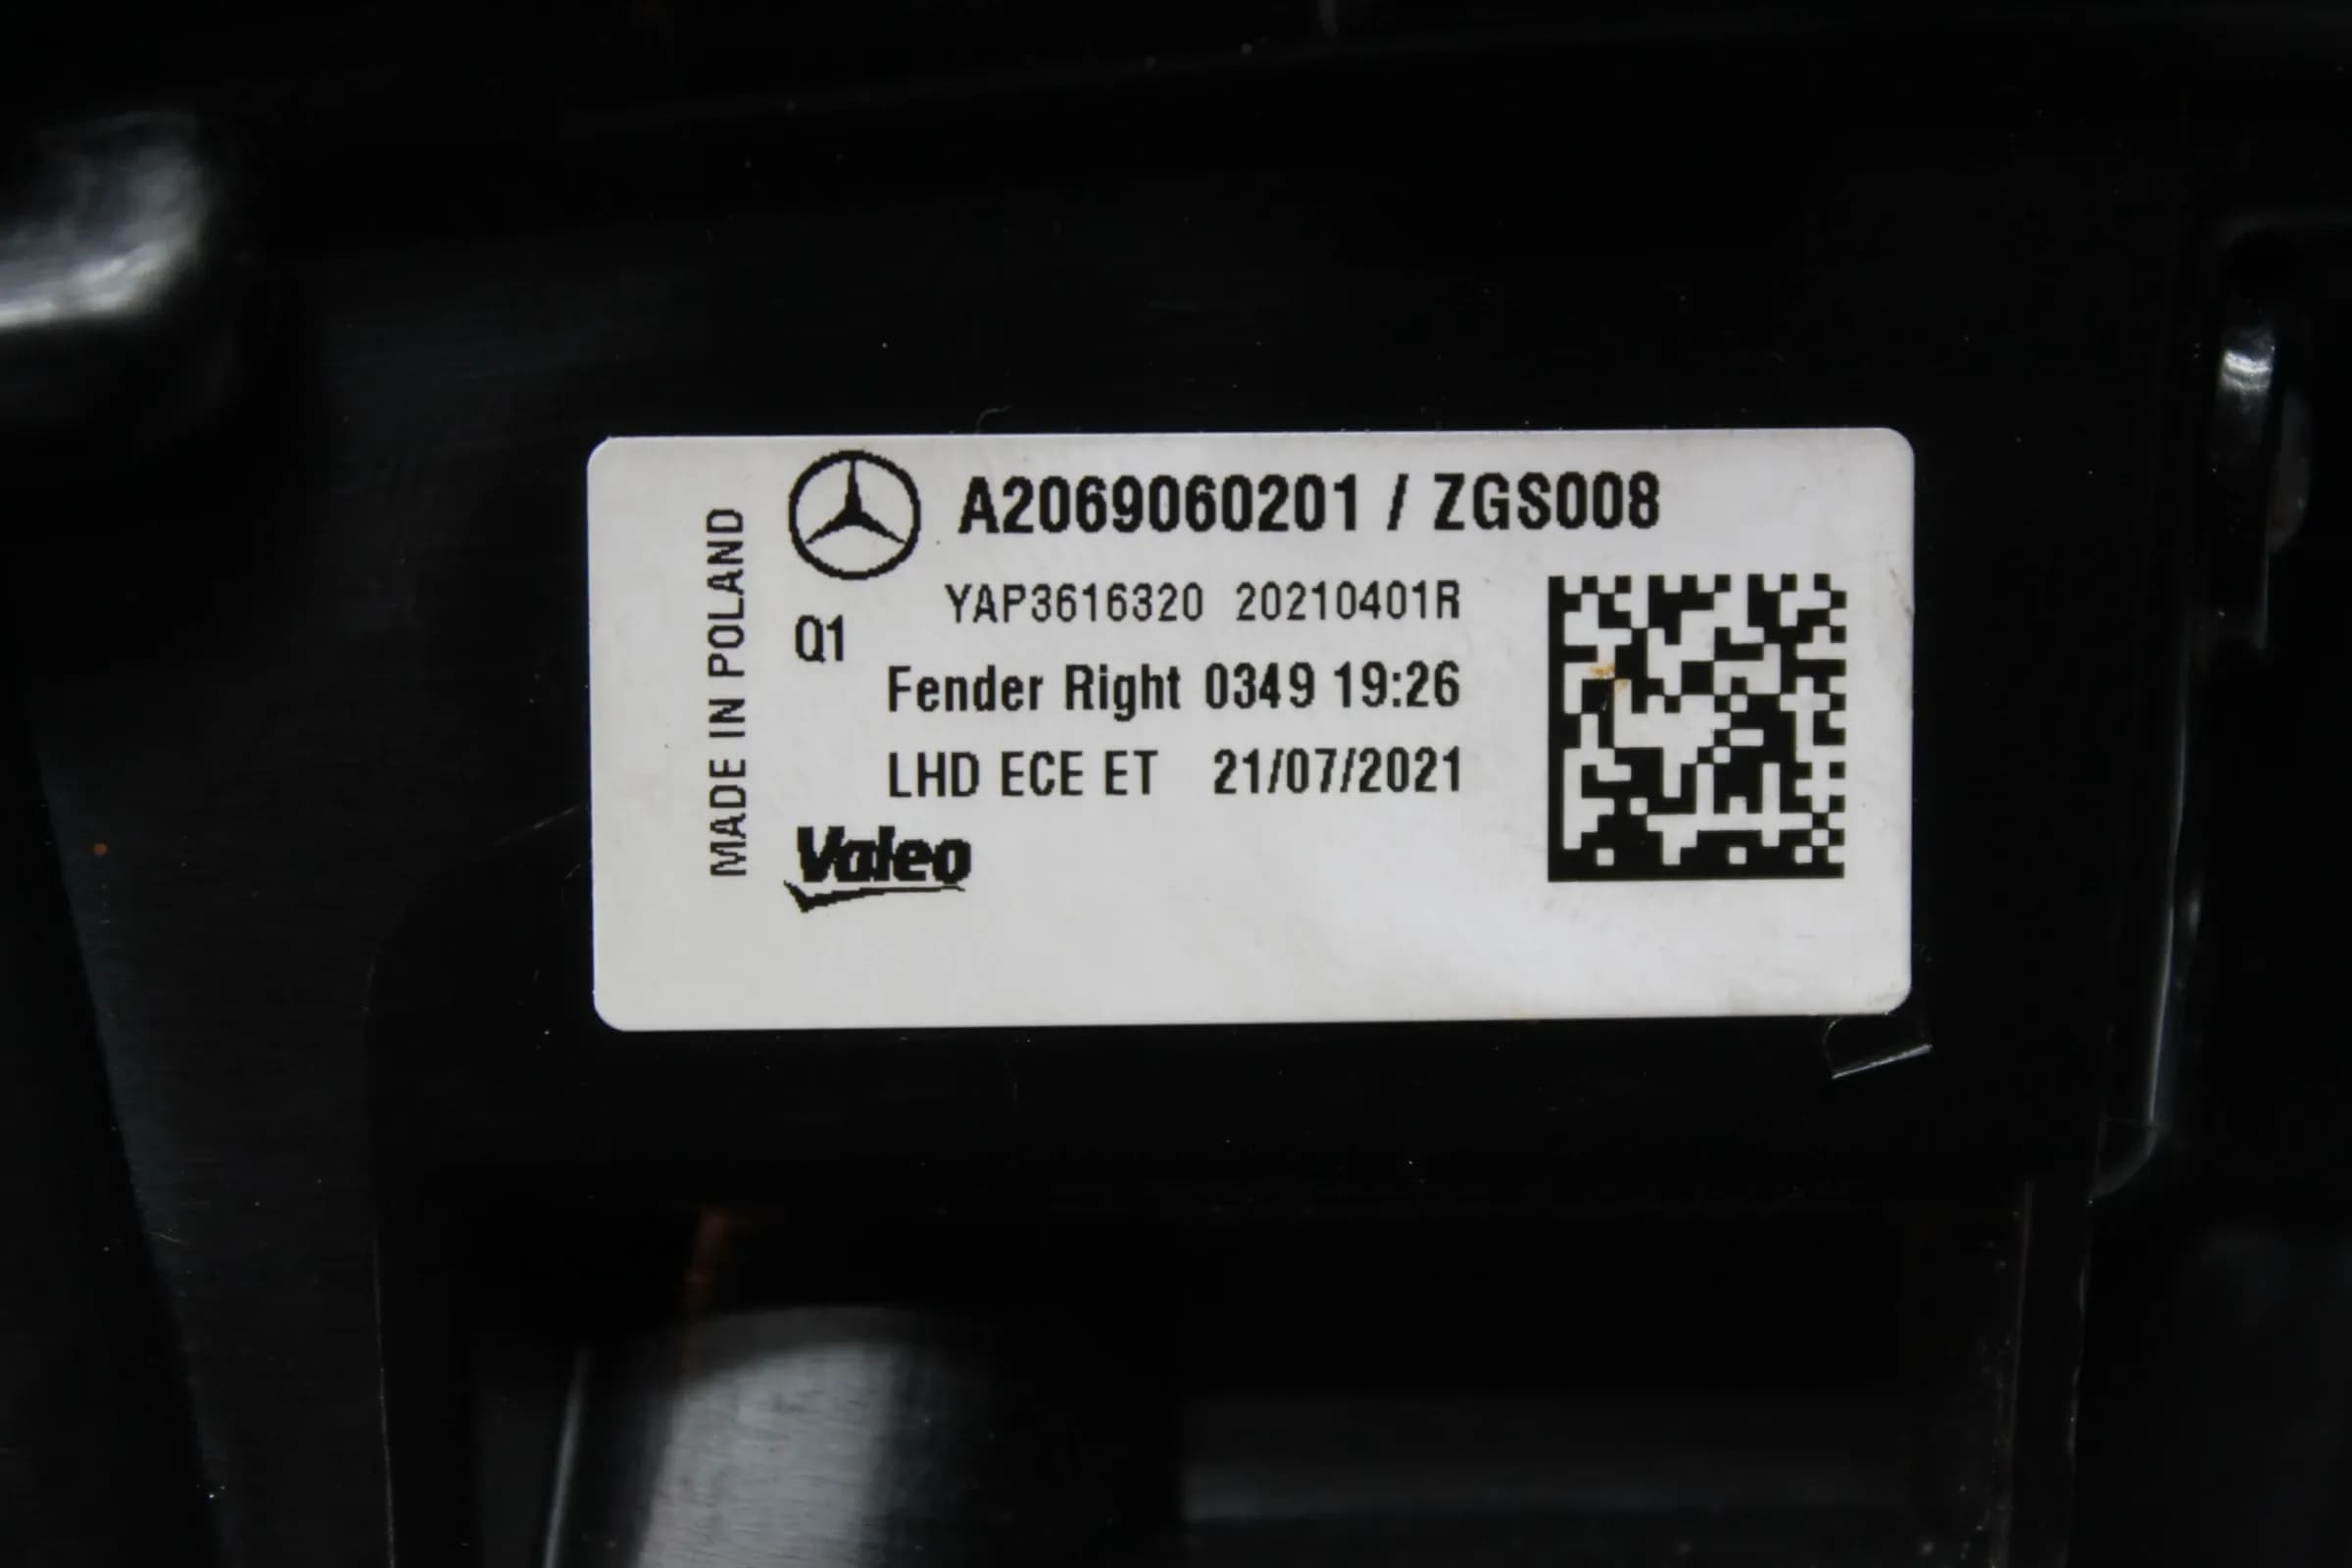 MADE IN POLAND
A2069060201 / ZGS008
YAP3616320 20210401R
Q1
Fender Right 0349 19:26
LHD ECE ET 21/07/2021
Valeo